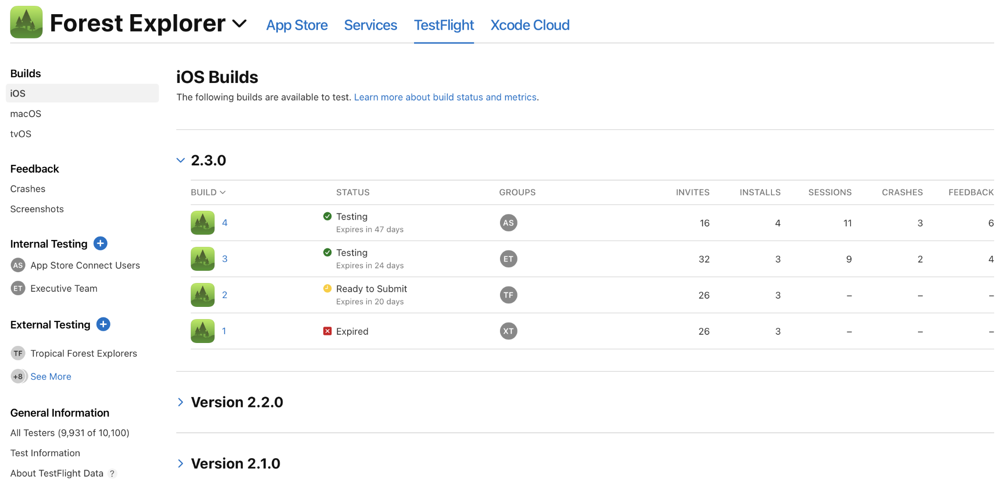 Forest Explorer App Store Services TestFlight Xcode Cloud
Builds
iOS
macOS
tvOS
Feedback
Crashes
Screenshots
Internal Testing
AS App Store Connect Users
ET Executive Team
External Testing
TF Tropical Forest Explorers
+8 See More
General Information
All Testers (9,931 of 10,100)
Test Information
About TestFlight Data ?
iOS Builds
The following builds are available to test. Learn more about build status and metrics.
2.3.0
BUILD STATUS GROUPS INVITES INSTALLS SESSIONS CRASHES FEEDBACK
4 Testing AS 16 4 11 3 6
Expires in 47 days
3 Testing ET 32 3 9 2 4
Expires in 24 days
2 Ready to Submit TF 26 3 – – –
Expires in 20 days
1 Expired XT 26 3 – – –
Version 2.2.0
Version 2.1.0